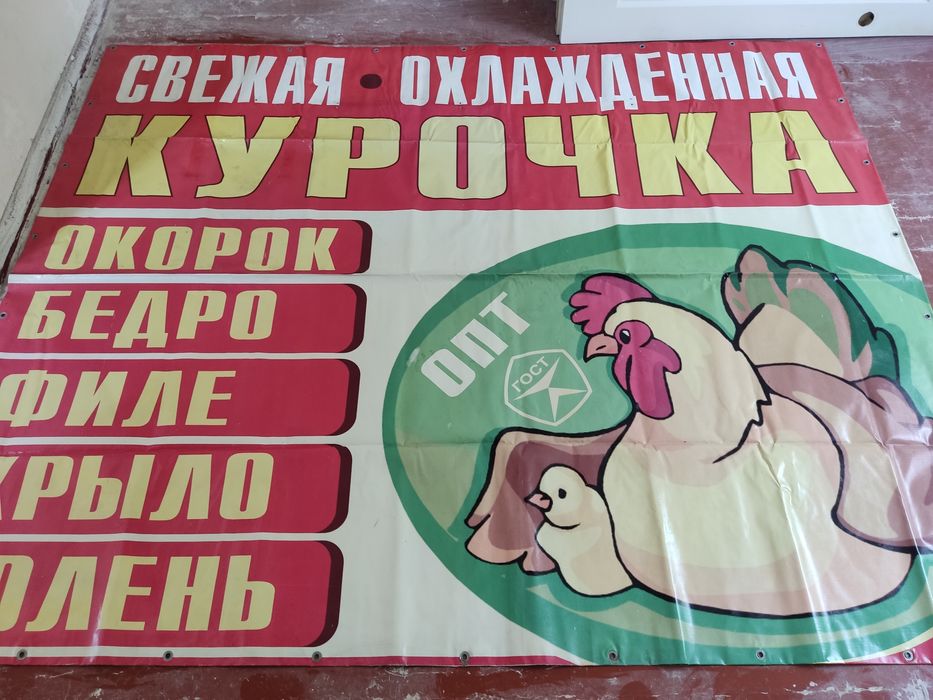 СВЕЖАЯ ОХЛАЖДЕННАЯ
КУРОЧКА
ОКОРОК
БЕДРО
ФИЛЕ
КРЫЛО
ОЛЕНЬ
ОПТ
ГОСТ